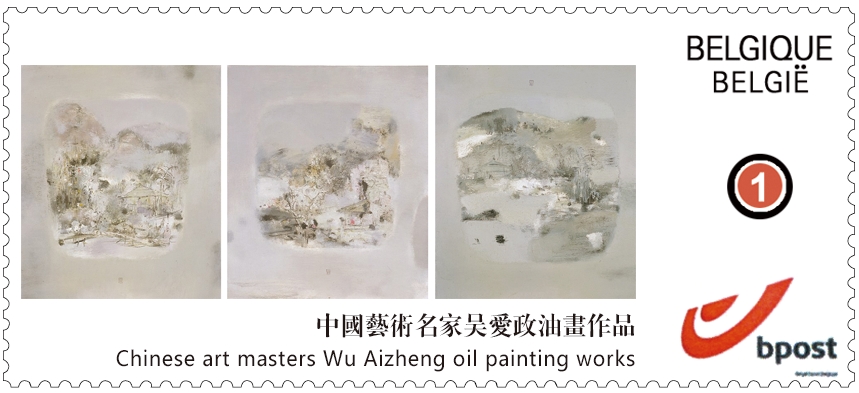 BELGIQUE
BELGIË
1
中國藝術名家吴愛政油畫作品
Chinese art masters Wu Aizheng oil painting works
bpost